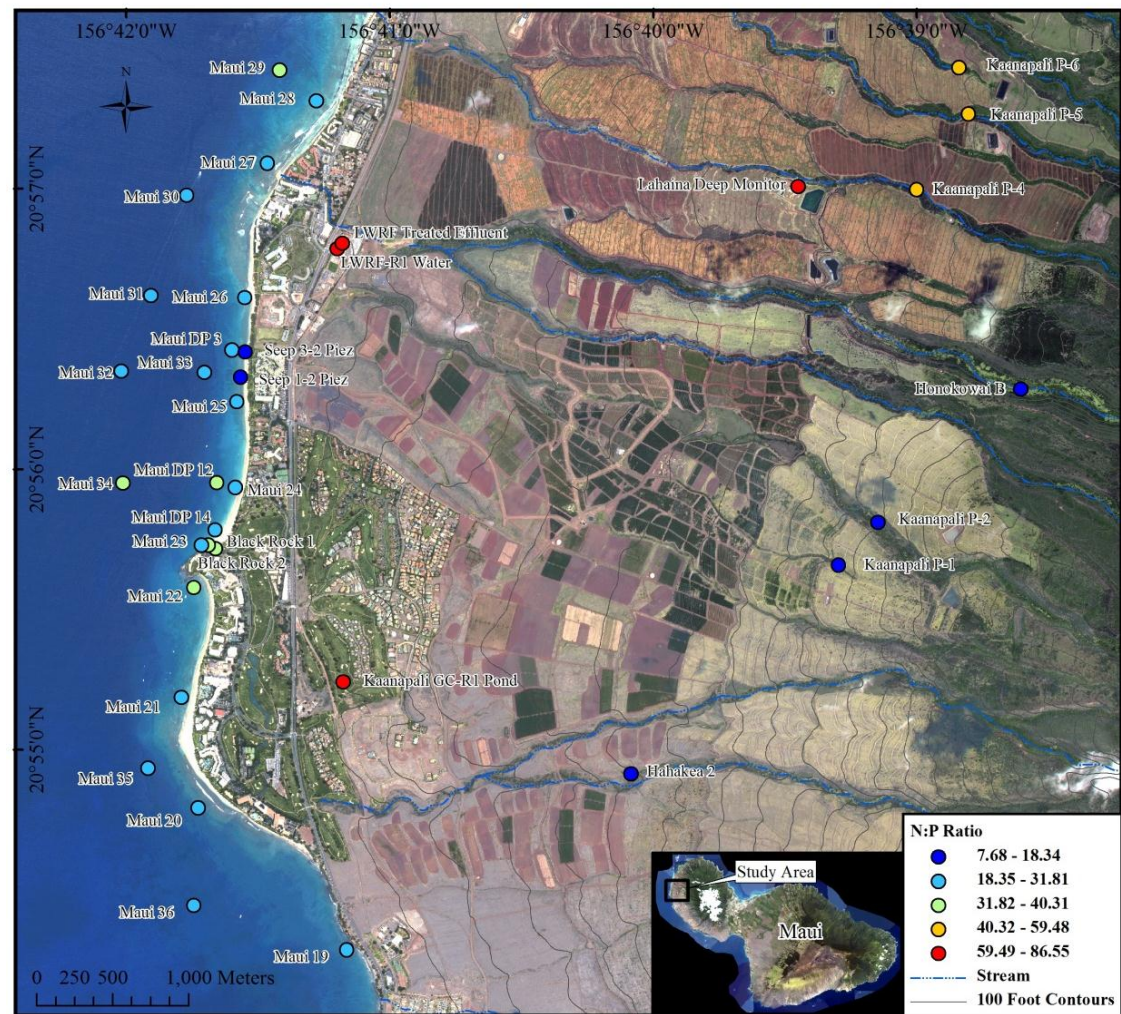 156°42'0"W
156°41'0"W
156°40'0"W
156°39'0"W
N
Maui 29
Maui 28
Maui 27
Maui 30
20°57'0"N
Kaanapali P-6
Kaanapali P-5
Lahaina Deep Monitor
Kaanapali P-4
LWRF Treated Effluent
LWRF-R1 Water
Maui 31
Maui 26
Maui DP 3
Seep 3-2 Piez
Maui 32
Maui 33
Seep 1-2 Piez
Maui 25
Honokowai B
20°56'0"N
Maui DP 12
Maui 34
Maui 24
Kaanapali P-2
Maui DP 14
Maui 23
Black Rock 1
Black Rock 2
Kaanapali P-1
Maui 22
Kaanapali GC-R1 Pond
Maui 21
20°55'0"N
Maui 35
Hahakea 2
Maui 20
Maui 36
Maui 19
0 250 500 1,000 Meters
Study Area
Maui
N:P Ratio
7.68 - 18.34
18.35 - 31.81
31.82 - 40.31
40.32 - 59.48
59.49 - 86.55
Stream
100 Foot Contours